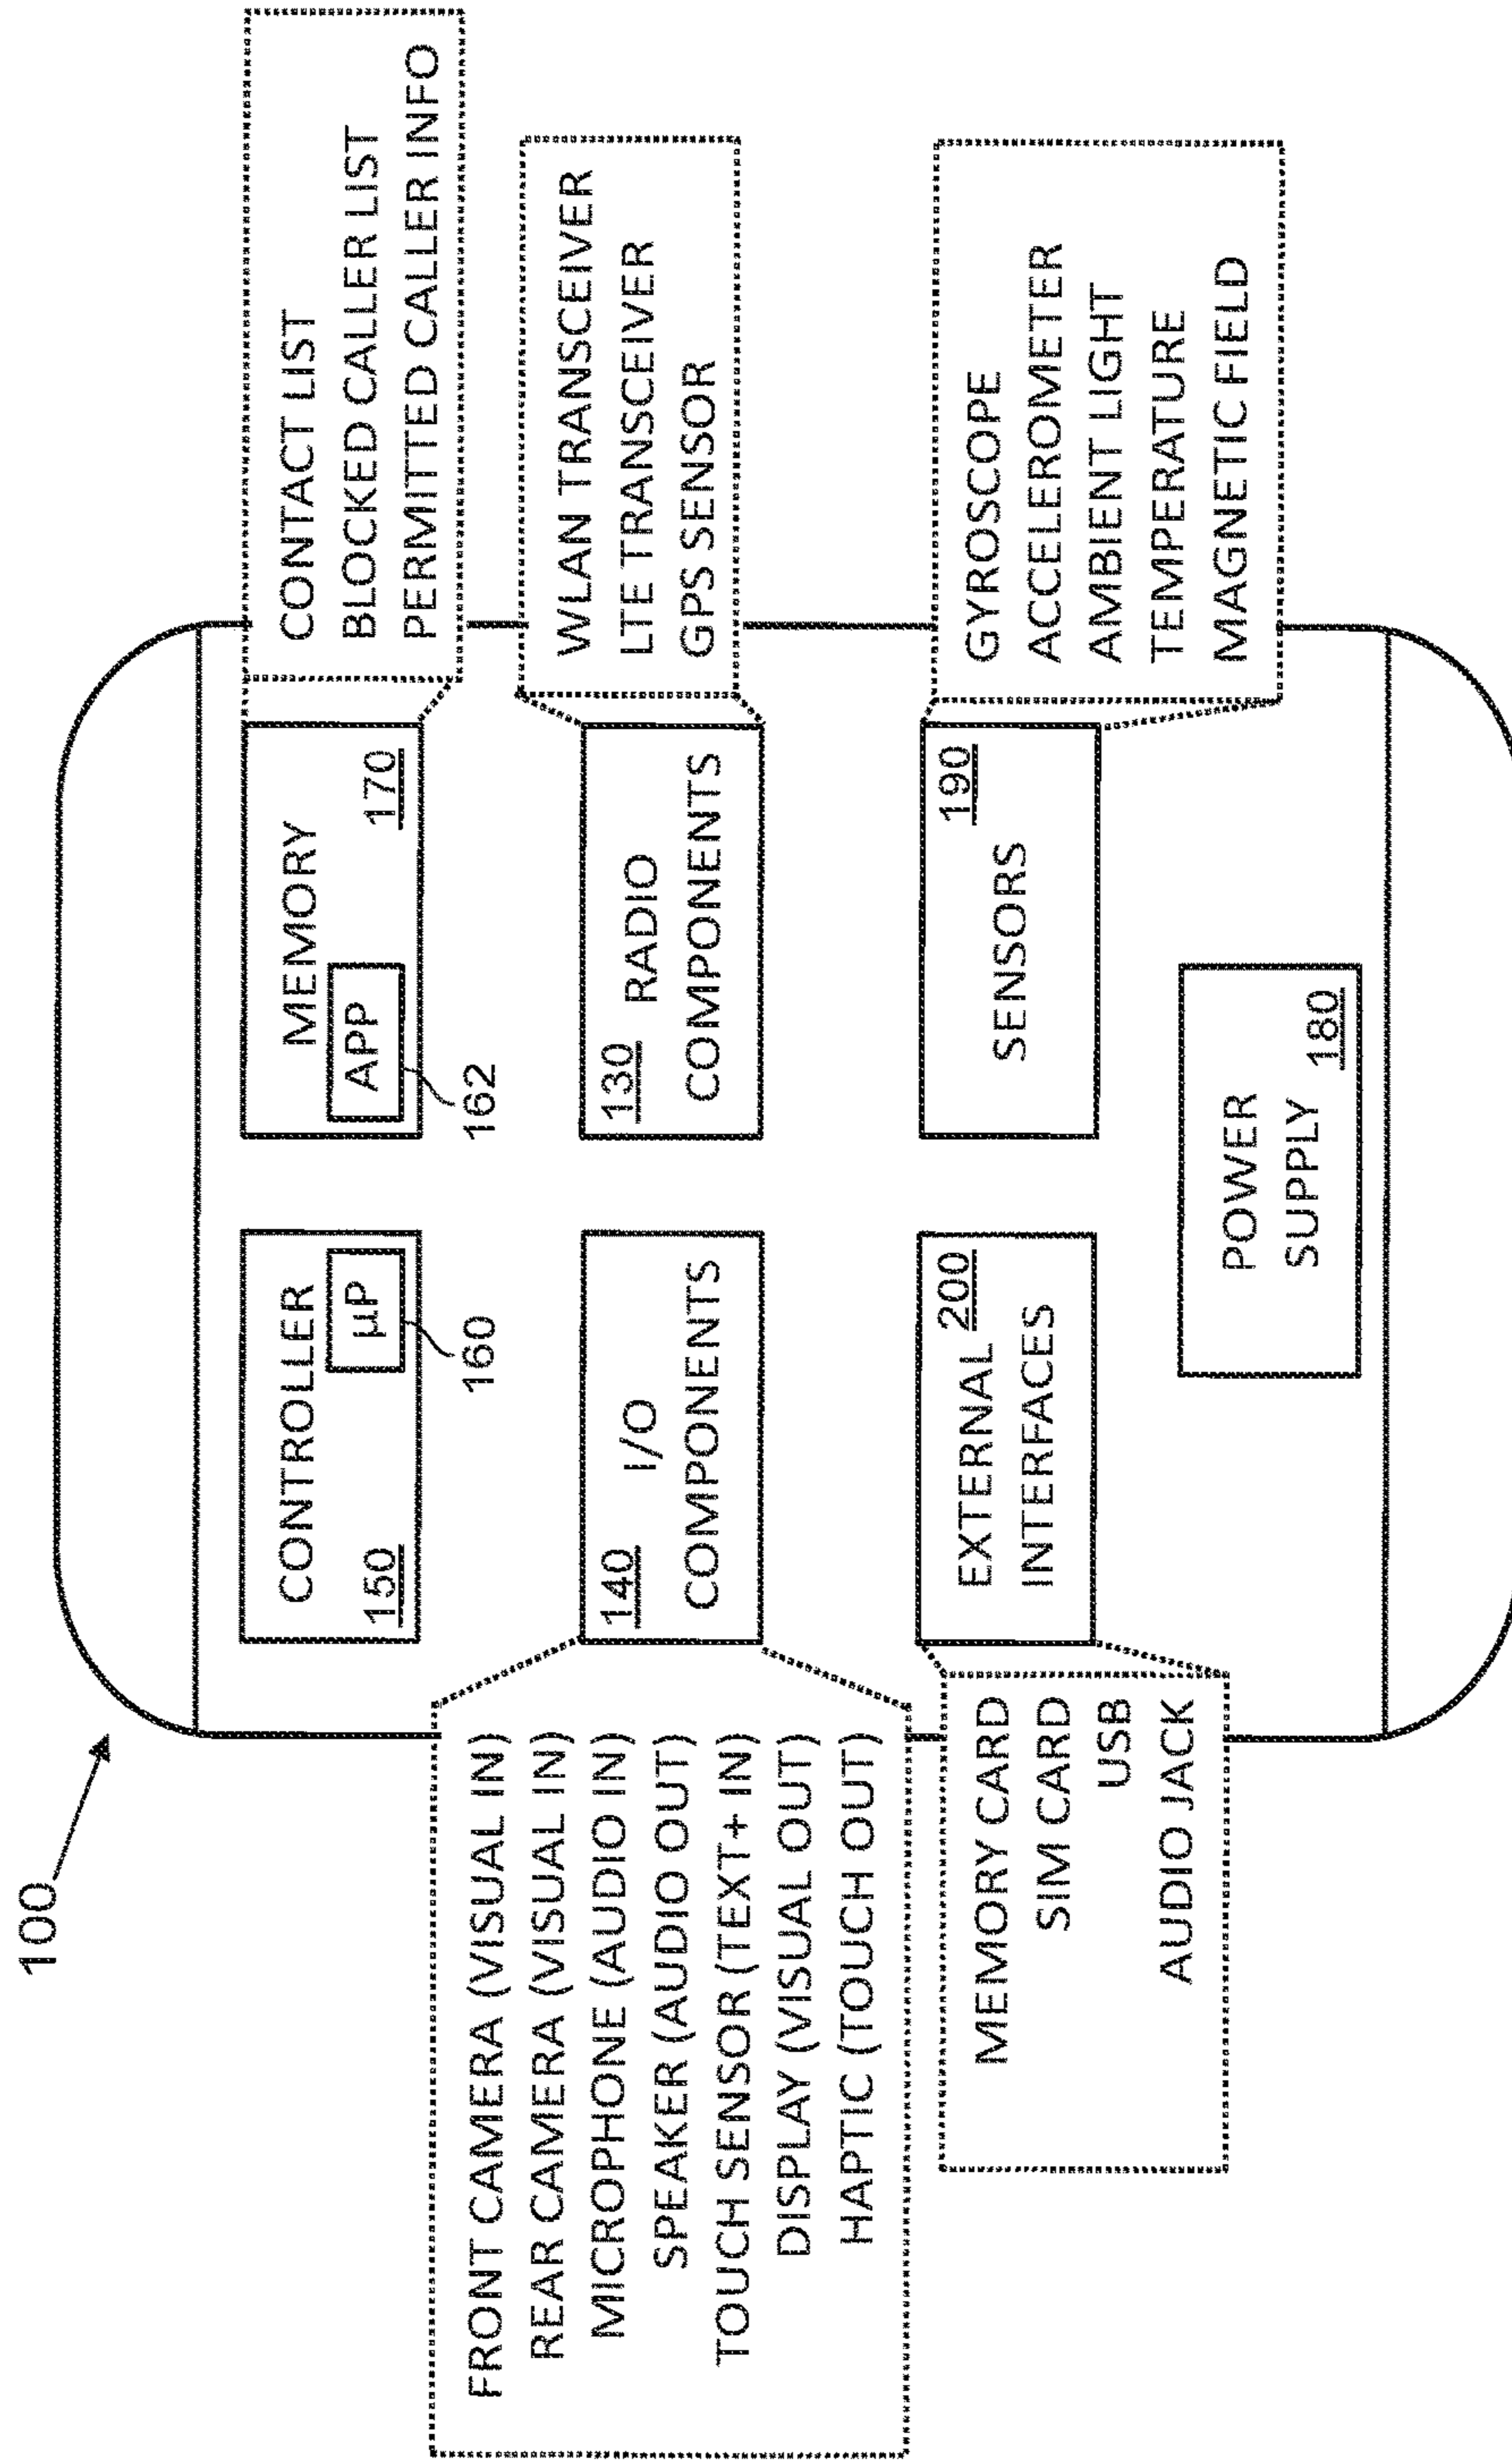 100
CONTROLLER
150
µP
160
MEMORY
170
APP
162
CONTACT LIST
BLOCKED CALLER LIST
PERMITTED CALLER INFO
FRONT CAMERA (VISUAL IN)
REAR CAMERA (VISUAL IN)
MICROPHONE (AUDIO IN)
SPEAKER (AUDIO OUT)
TOUCH SENSOR (TEXT+ IN)
DISPLAY (VISUAL OUT)
HAPTIC (TOUCH OUT)
140 I/O
COMPONENTS
130 RADIO
COMPONENTS
WLAN TRANSCEIVER
LTE TRANSCEIVER
GPS SENSOR
MEMORY CARD
SIM CARD
USB
AUDIO JACK
EXTERNAL 200
INTERFACES
190
SENSORS
GYROSCOPE
ACCELEROMETER
AMBIENT LIGHT
TEMPERATURE
MAGNETIC FIELD
POWER
SUPPLY 180